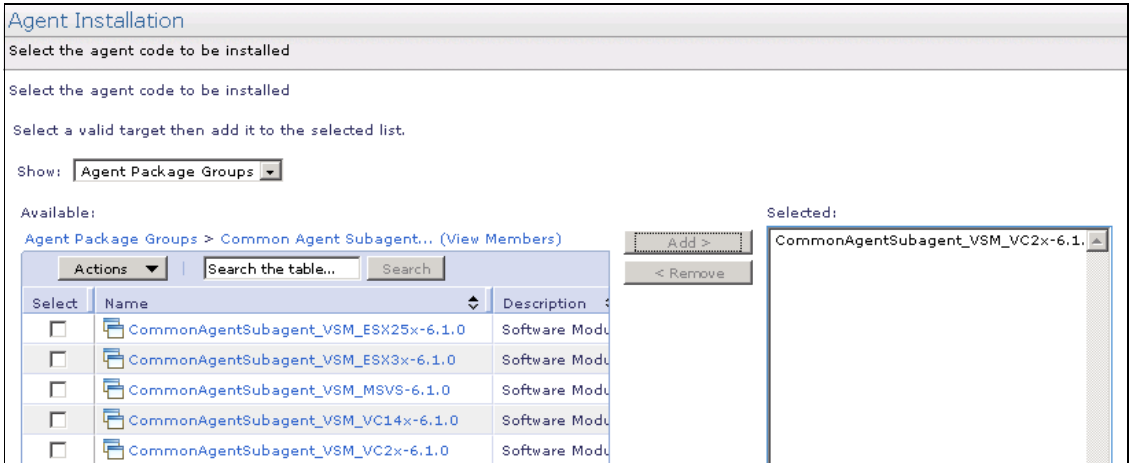 Agent Installation
Select the agent code to be installed
Select the agent code to be installed
Select a valid target then add it to the selected list.
Show: Agent Package Groups
Available:
Selected:
Agent Package Groups > Common Agent Subagent... (View Members)
Add >
CommonAgentSubagent_VSM_VC2x-6.1.
Actions | Search the table... Search
< Remove
Select Name Description
CommonAgentSubagent_VSM_ESX25x-6.1.0 Software Modu
CommonAgentSubagent_VSM_ESX3x-6.1.0 Software Modu
CommonAgentSubagent_VSM_MSVS-6.1.0 Software Modu
CommonAgentSubagent_VSM_VC14x-6.1.0 Software Modu
CommonAgentSubagent_VSM_VC2x-6.1.0 Software Modu